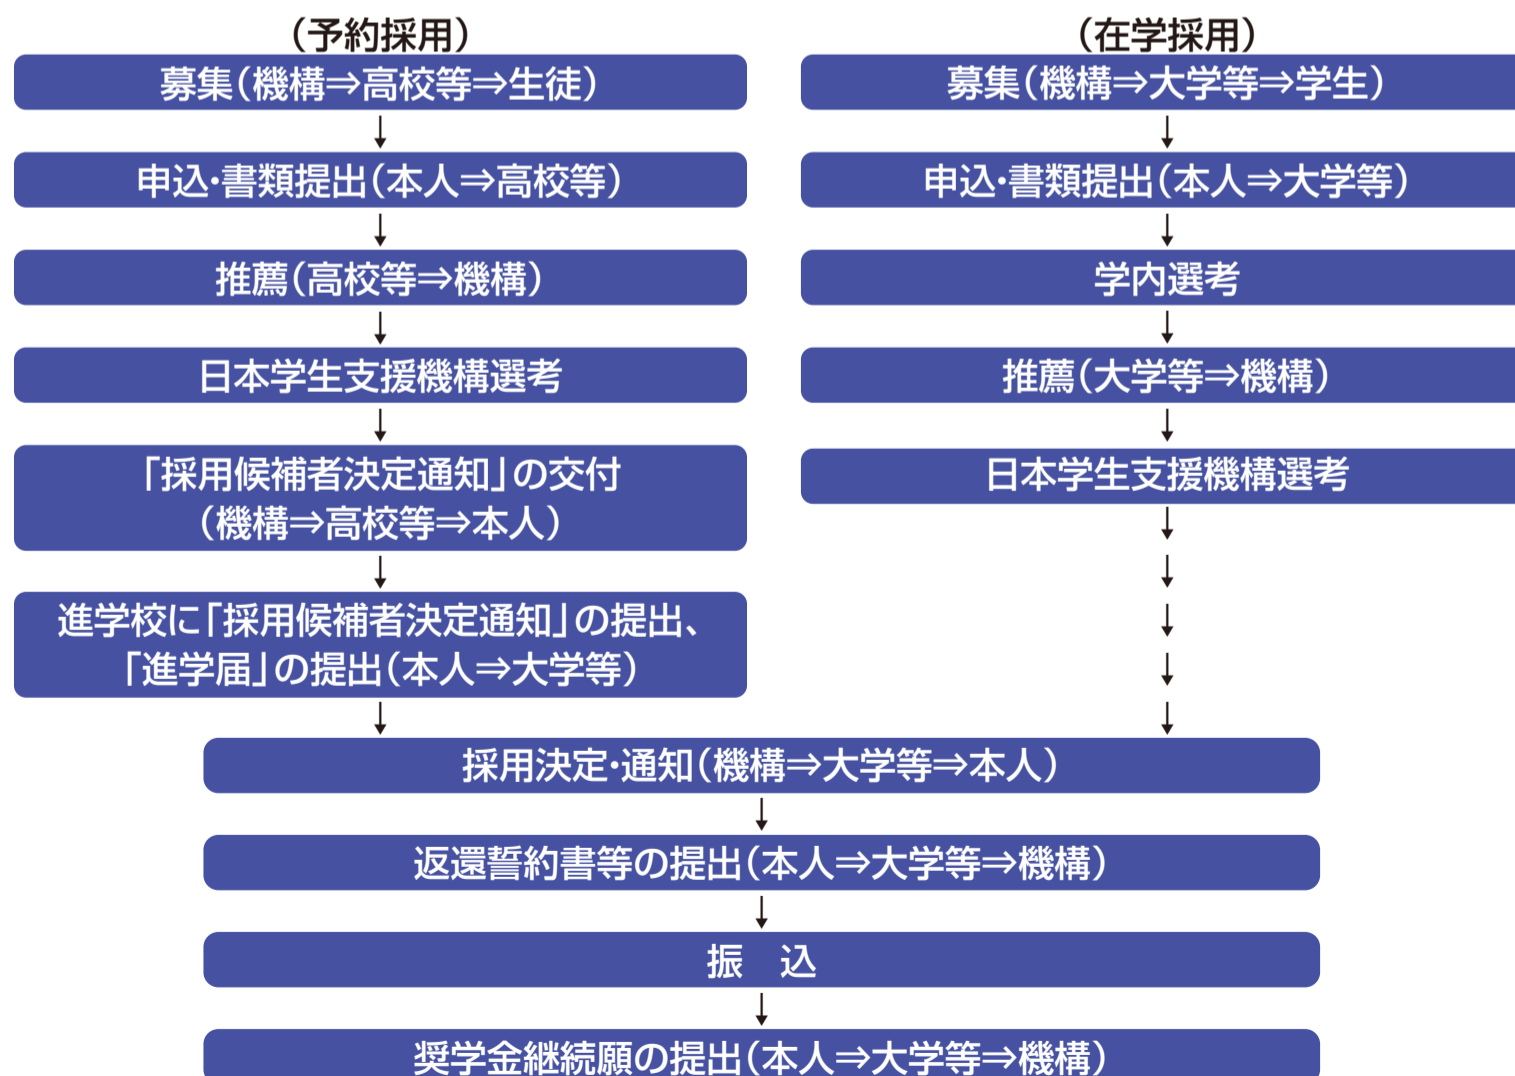 （予約採用）
募集（機構⇒高校等⇒生徒）
申込・書類提出（本人⇒高校等）
推薦（高校等⇒機構）
日本学生支援機構選考
「採用候補者決定通知」の交付
（機構⇒高校等⇒本人）
進学校に「採用候補者決定通知」の提出、
「進学届」の提出（本人⇒大学等）
（在学採用）
募集（機構⇒大学等⇒学生）
申込・書類提出（本人⇒大学等）
学内選考
推薦（大学等⇒機構）
日本学生支援機構選考
採用決定・通知（機構⇒大学等⇒本人）
返還誓約書等の提出（本人⇒大学等⇒機構）
振　込
奨学金継続願の提出（本人⇒大学等⇒機構）